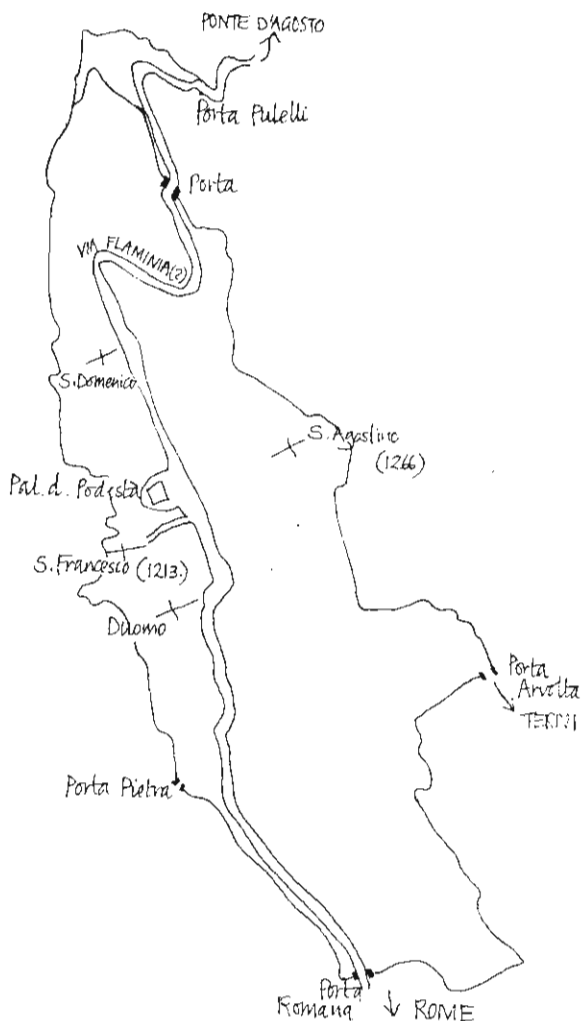 PONTE D'AGOSTO
Porta Pulelli
Porta
VIA FLAMINIA(2)
S. Domenico
S. Agostino
(1266)
Pal. d. Podestà
S. Francesco (1213.)
Duomo
Porta
Arvolta
TERNI
Porta Pietra
Porta
Romana
↓ ROME